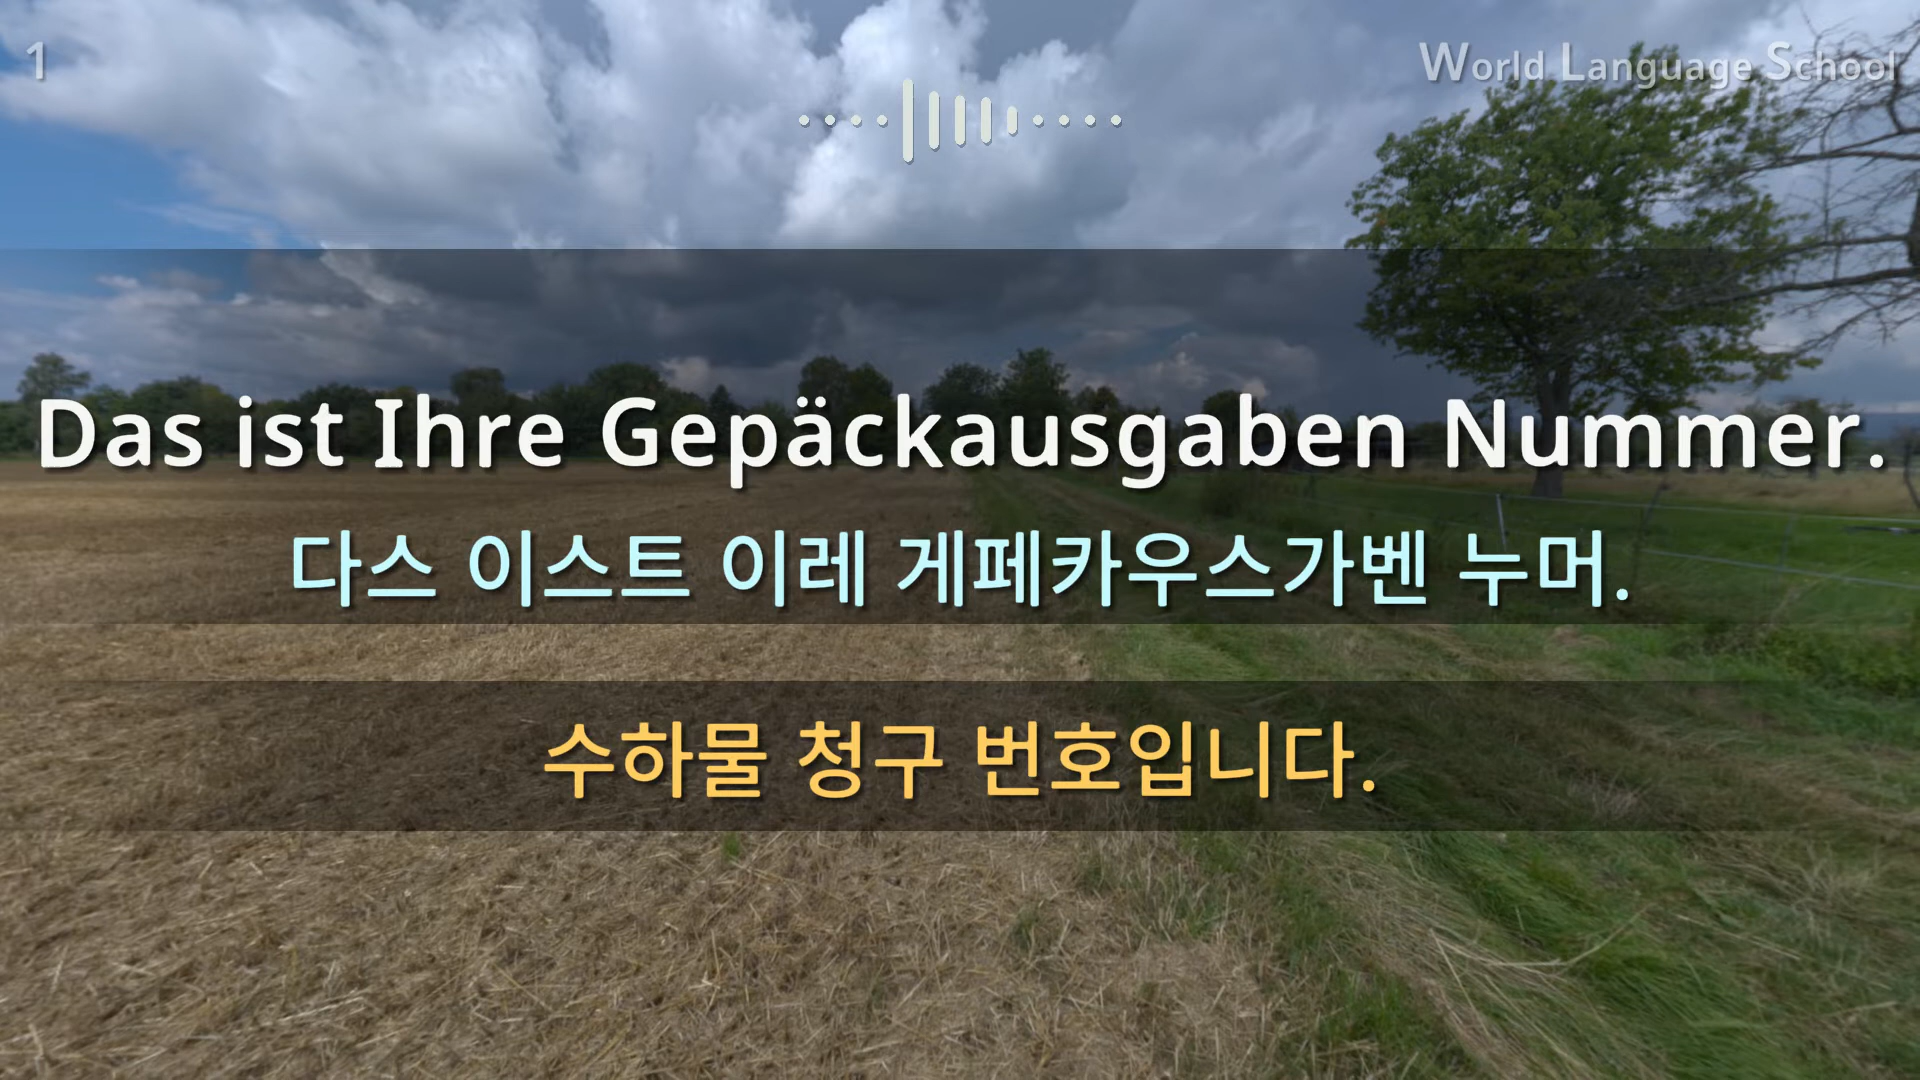 1
World Language School
Das ist Ihre Gepäckausgaben Nummer.
다스 이스트 이레 게페카우스가벤 누머.
수하물 청구 번호입니다.